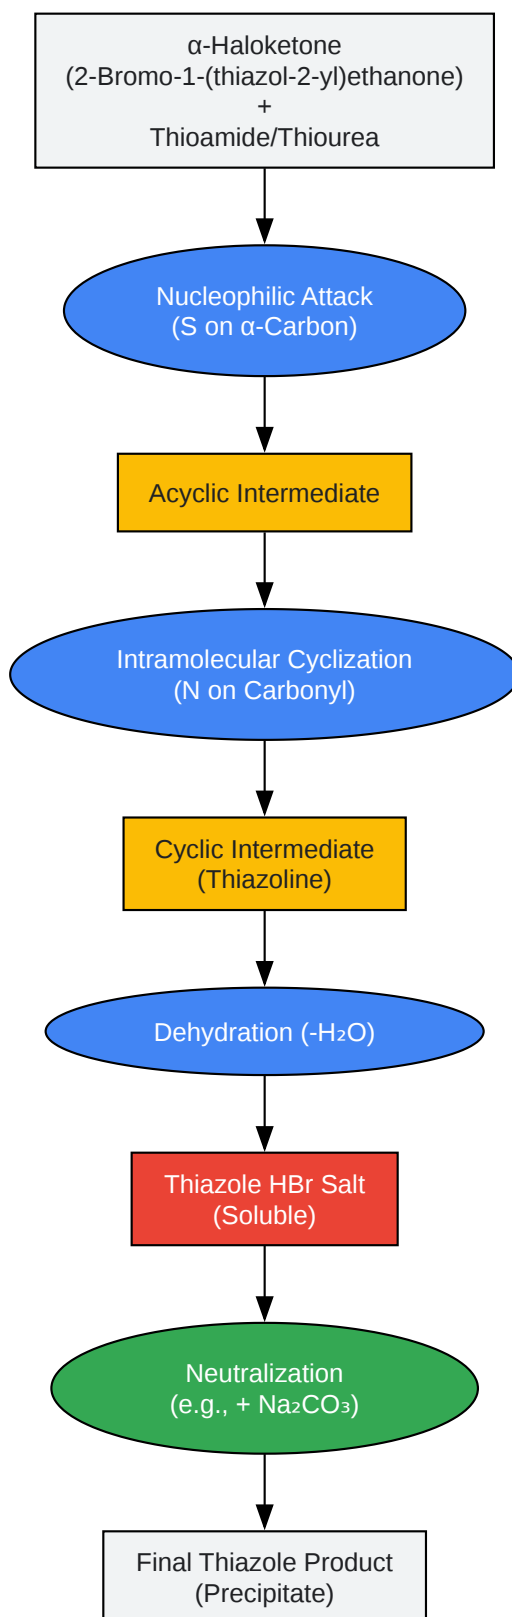 α-Haloketone
(2-Bromo-1-(thiazol-2-yl)ethanone)
+
Thioamide/Thiourea
Nucleophilic Attack
(S on α-Carbon)
Acyclic Intermediate
Intramolecular Cyclization
(N on Carbonyl)
Cyclic Intermediate
(Thiazoline)
Dehydration (-H₂O)
Thiazole HBr Salt
(Soluble)
Neutralization
(e.g., + Na₂CO₃)
Final Thiazole Product
(Precipitate)